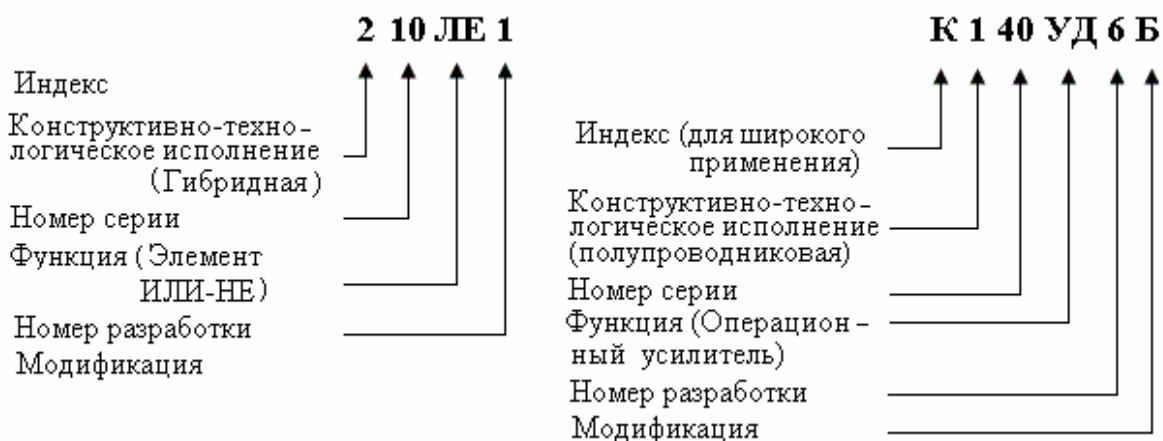 2 10 ЛЕ 1
Индекс
Конструктивно-техно-
логическое исполнение
(Гибридная)
Номер серии
Функция (Элемент
ИЛИ-НЕ)
Номер разработки
Модификация
К 1 40 УД 6 Б
Индекс (для широкого
применения)
Конструктивно-техно-
логическое исполнение
(полупроводниковая)
Номер серии
Функция (Операцион-
ный усилитель)
Номер разработки
Модификация